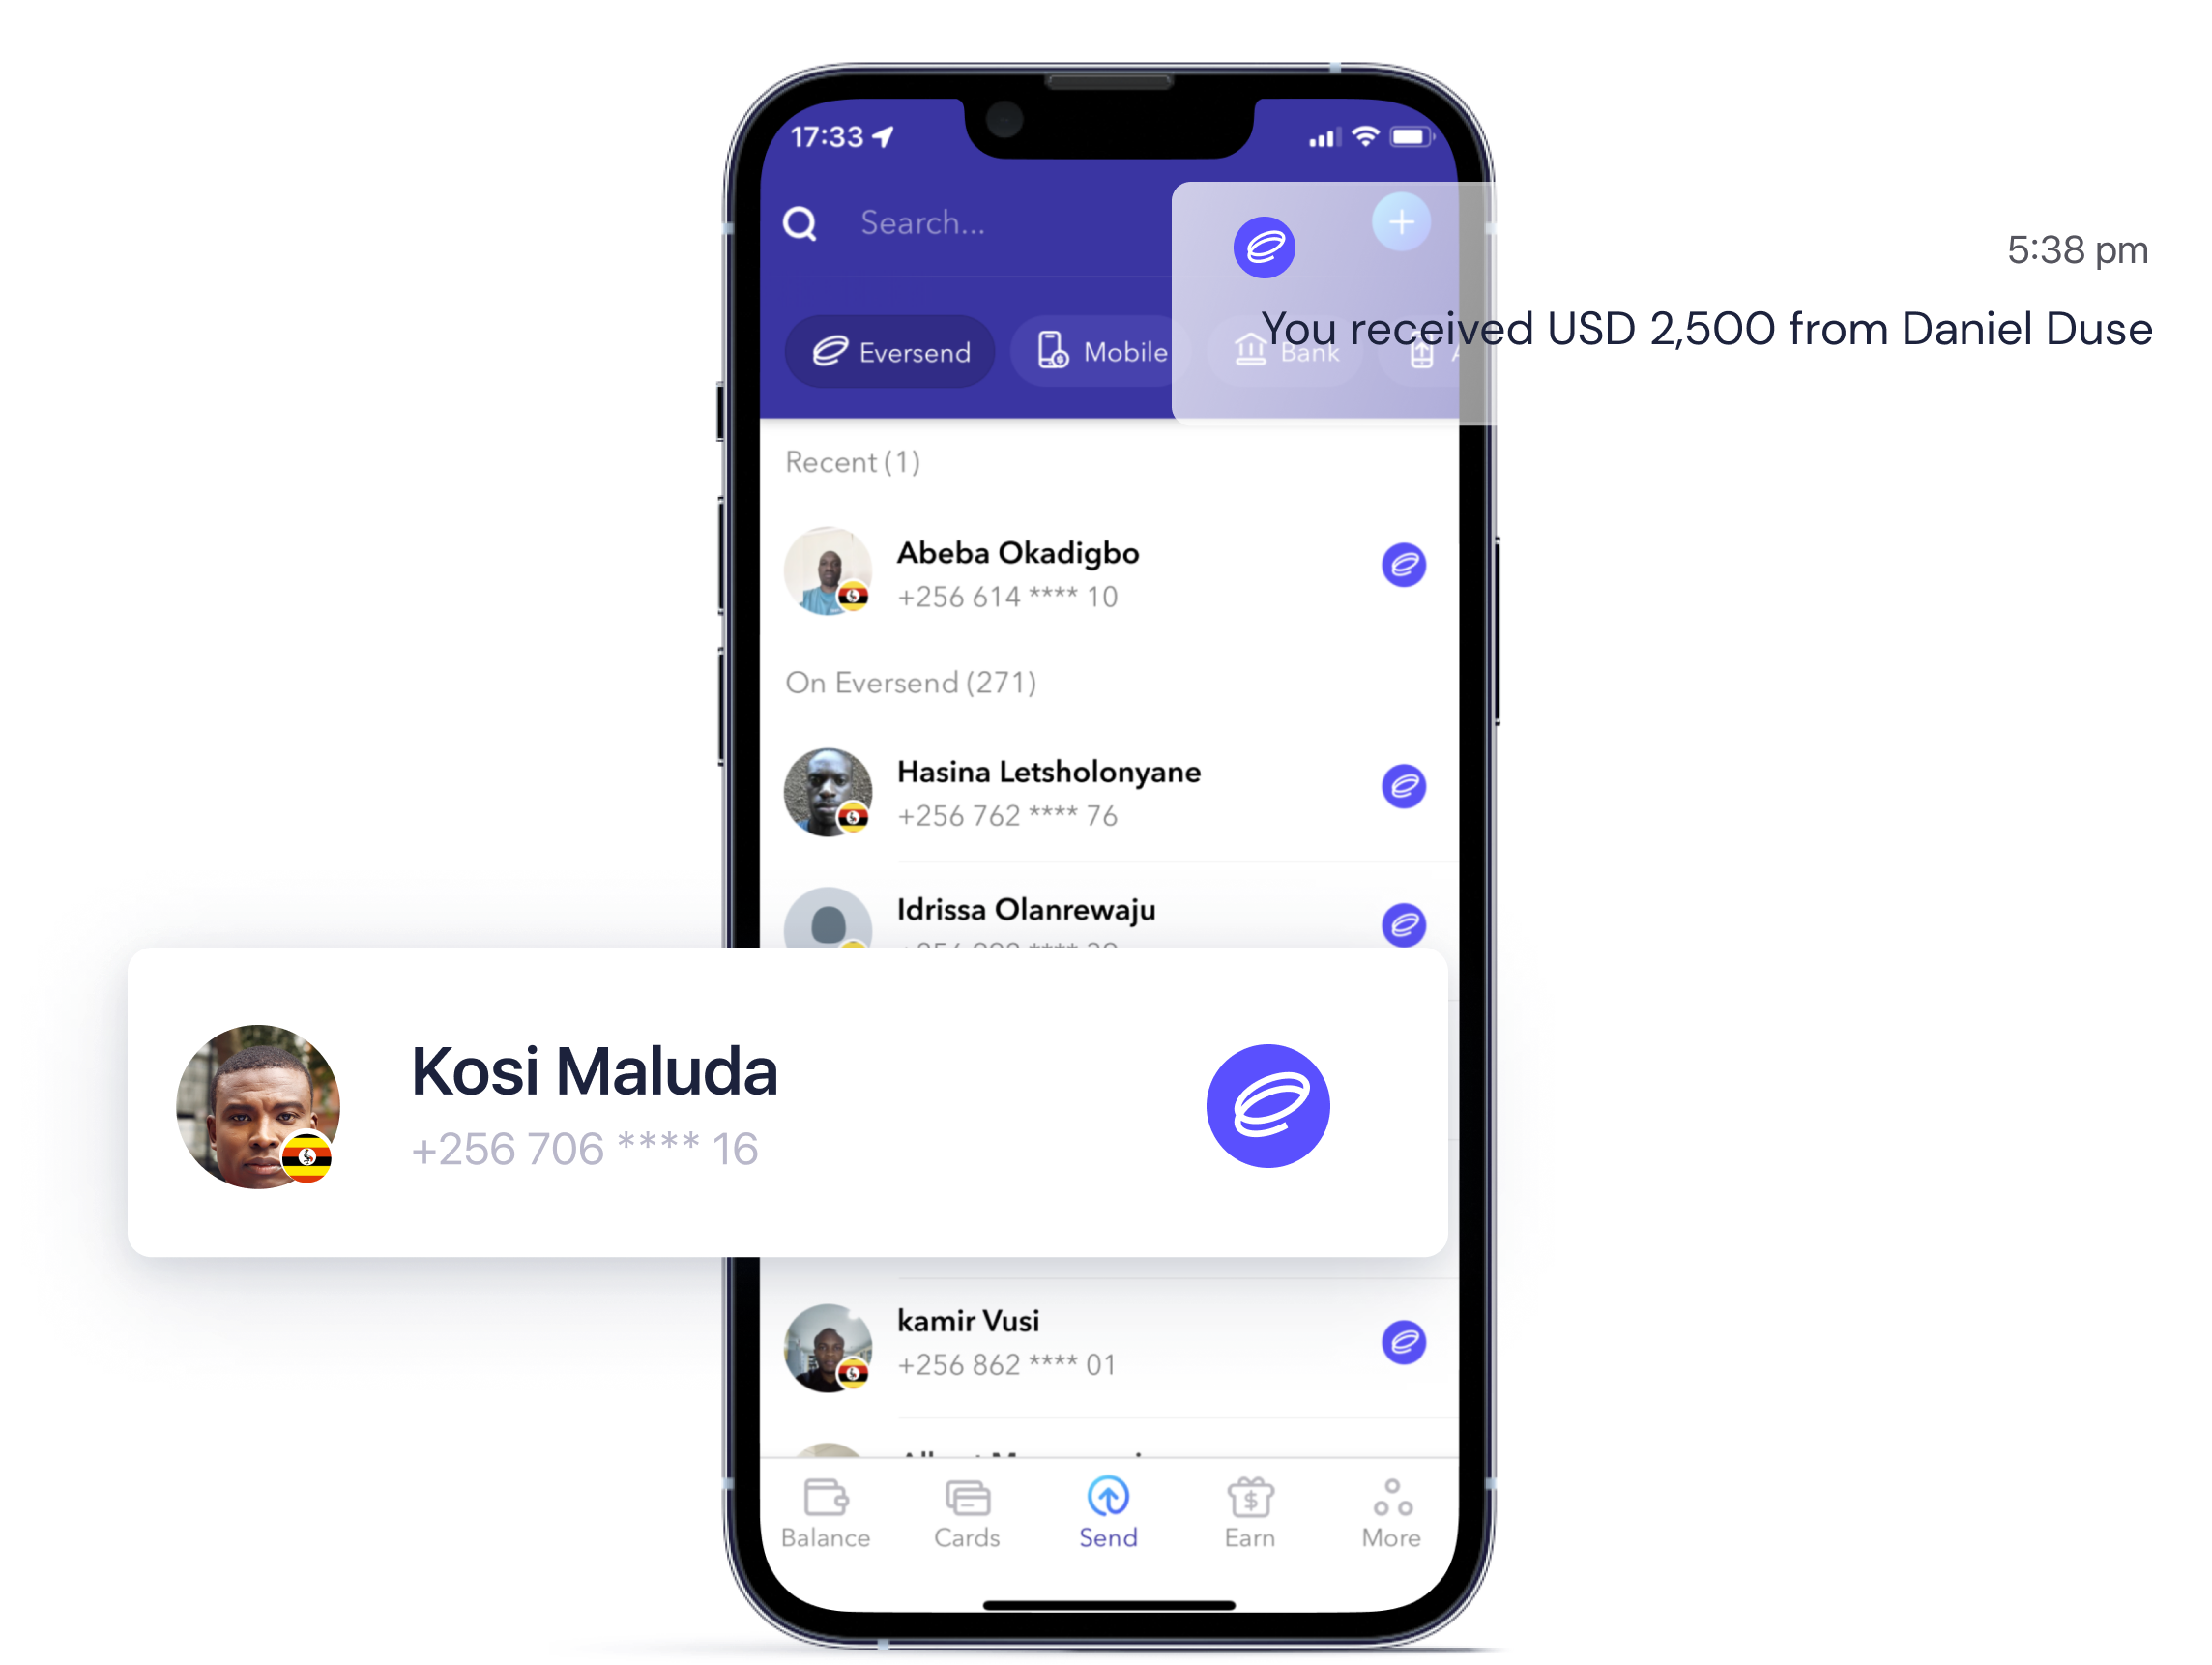 17:33
Search...
5:38 pm
You received USD 2,500 from Daniel Duse
Eversend
Mobile
Bank
Recent (1)
Abeba Okadigbo
+256 614 **** 10
On Eversend (271)
Hasina Letsholonyane
+256 762 **** 76
Idrissa Olanrewaju
Kosi Maluda
+256 706 **** 16
kamir Vusi
+256 862 **** 01
Balance
Cards
Send
Earn
More